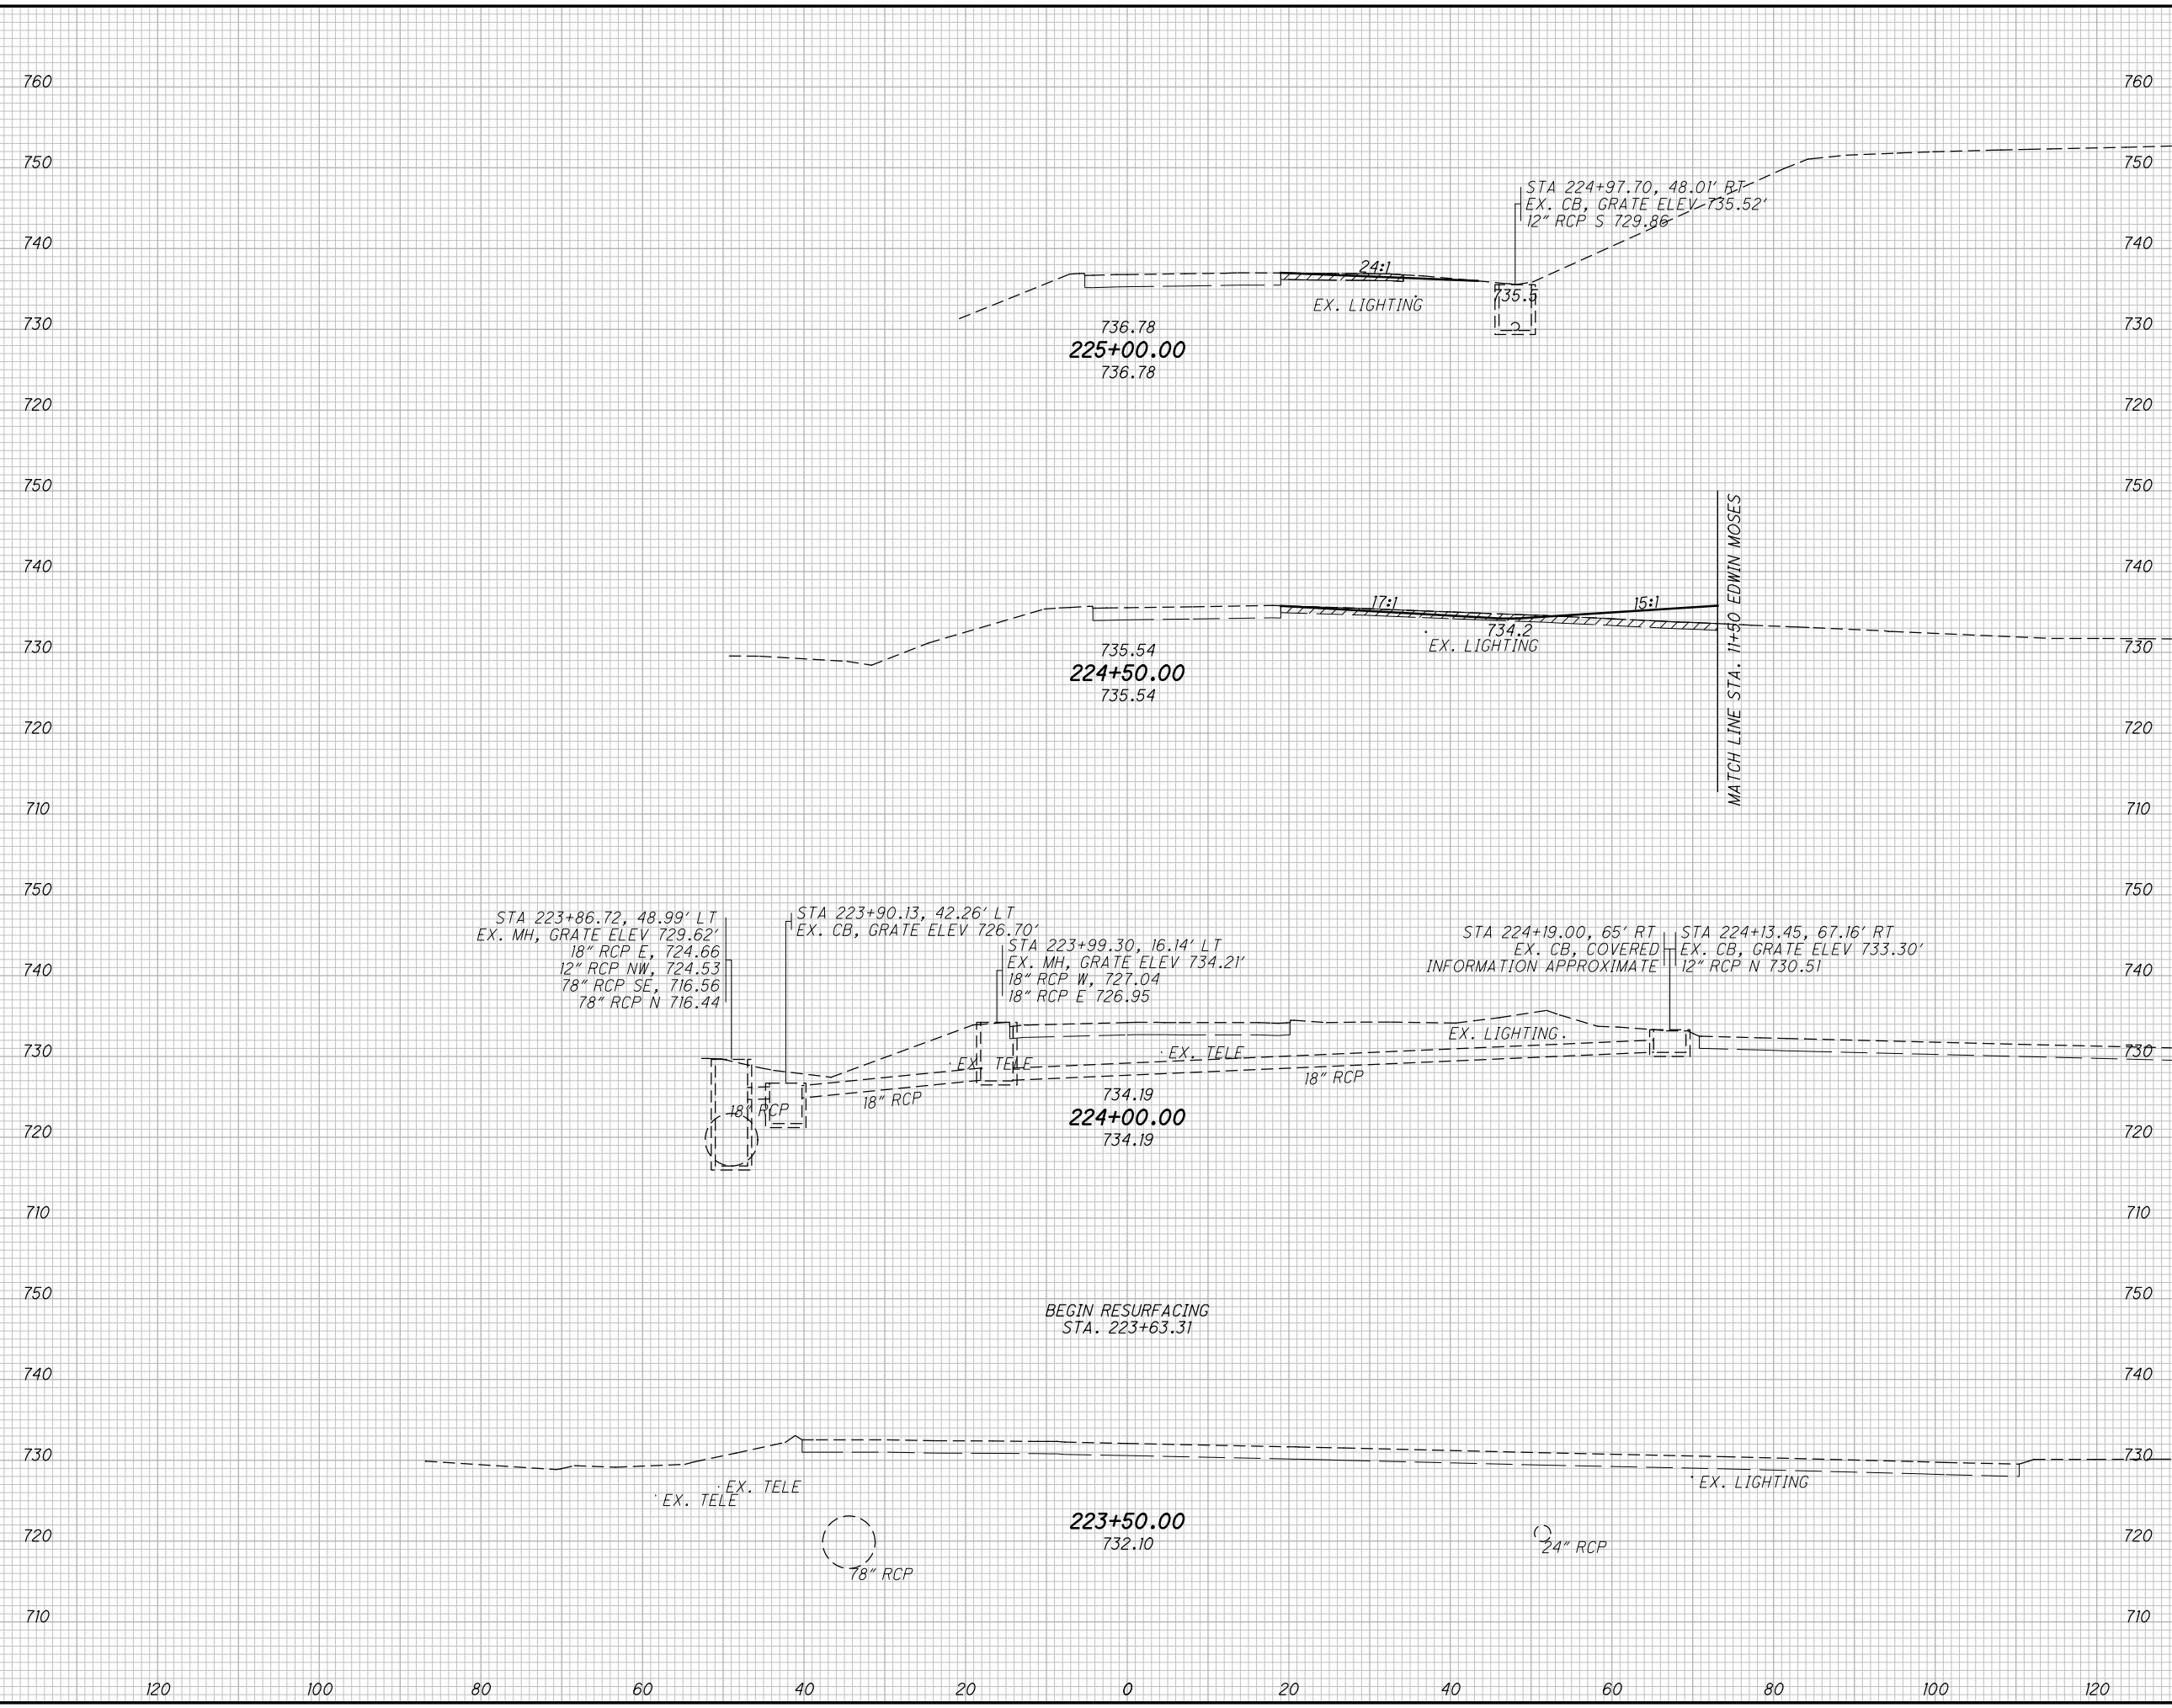 760 760
750 750
STA 224+97.70, 48.01' RT
EX. CB, GRATE ELEV 735.52'
12" RCP S 729.86
740 740
24:1
735.5
EX. LIGHTING
730 730
736.78
225+00.00
736.78
720 720
750 750
MATCH LINE STA. 11+50 EDWIN MOSES
740 740
17:1
15:1
734.2
EX. LIGHTING
730 730
735.54
224+50.00
735.54
720 720
710 710
750 750
STA 223+86.72, 48.99' LT
EX. MH, GRATE ELEV 729.62'
18" RCP E, 724.66
12" RCP NW, 724.53
78" RCP SE, 716.56
78" RCP N 716.44
STA 223+90.13, 42.26' LT
EX. CB, GRATE ELEV 726.70'
STA 223+99.30, 16.14' LT
EX. MH, GRATE ELEV 734.21'
18" RCP W, 727.04
18" RCP E 726.95
STA 224+19.00, 65' RT
EX. CB, COVERED
INFORMATION APPROXIMATE
STA 224+13.45, 67.16' RT
EX. CB, GRATE ELEV 733.30'
12" RCP N 730.51
740 740
EX. LIGHTING
730 730
EX. TELE
EX. TELE
18" RCP
18" RCP
18" RCP
734.19
224+00.00
734.19
720 720
710 710
750 750
BEGIN RESURFACING
STA. 223+63.31
740 740
730 730
EX. TELE
EX. TELE
EX. LIGHTING
223+50.00
732.10
720 720
24" RCP
78" RCP
710 710
120 100 80 60 40 20 0 20 40 60 80 100 120